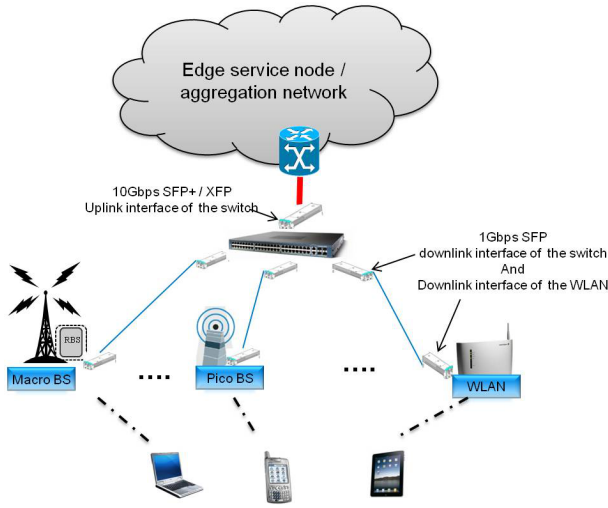 Edge service node /
aggregation network
10Gbps SFP+ / XFP
Uplink interface of the switch
1Gbps SFP
downlink interface of the switch
And
Downlink interface of the WLAN
RBS
Macro BS
....
Pico BS
....
WLAN